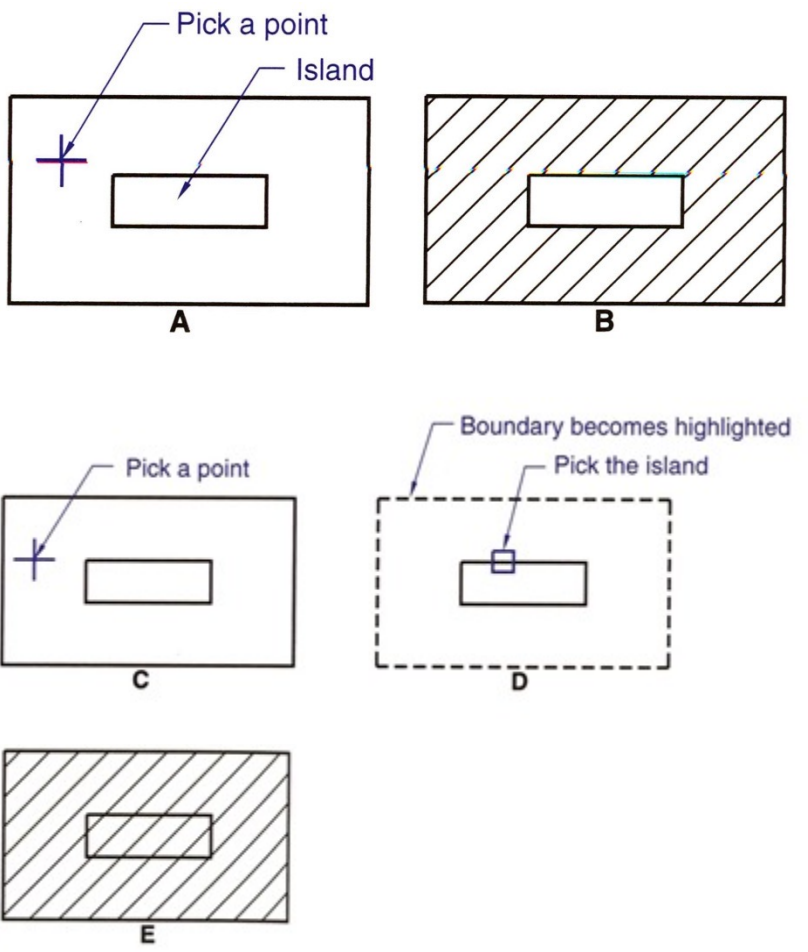 Pick a point
Island
A
B
Boundary becomes highlighted
Pick a point
Pick the island
C
D
E